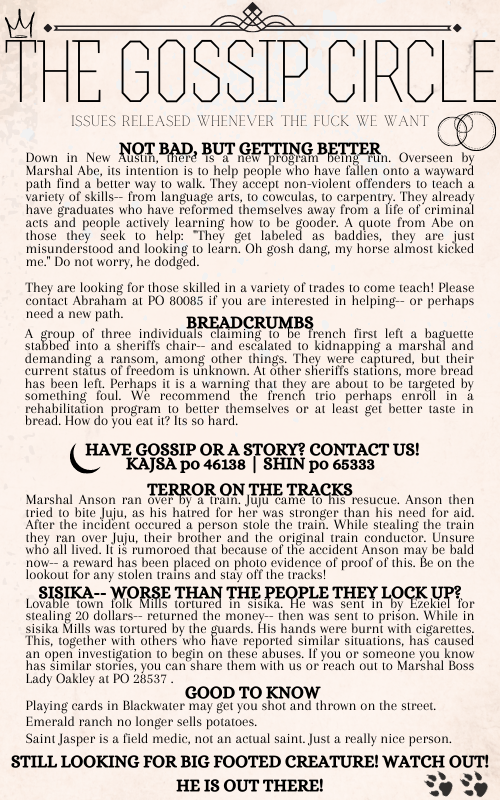 THE GOSSIP CIRCLE
ISSUES RELEASED WHENEVER THE FUCK WE WANT
NOT BAD, BUT GETTING BETTER
Down in New Austin, there is a new program being run. Overseen by
Marshal Abe, its intention is to help people who have fallen onto a wayward
path find a better way to walk. They accept non-violent offenders to teach a
variety of skills-- from language arts, to cowculas, to carpentry. They already
have graduates who have reformed themselves away from a life of criminal
acts and people actively learning how to be gooder. A quote from Abe on
those they seek to help: "They get labeled as baddies, they are just
misunderstood and looking to learn. Oh gosh dang, my horse almost kicked
me." Do not worry, he dodged.
They are looking for those skilled in a variety of trades to come teach! Please
contact Abraham at PO 80085 if you are interested in helping-- or perhaps
need a new path.
BREADCRUMBS
A group of three individuals claiming to be french first left a baguette
stabbed into a sheriffs chair-- and escalated to kidnapping a marshal and
demanding a ransom, among other things. They were captured, but their
current status of freedom is unknown. At other sheriffs stations, more bread
has been left. Perhaps it is a warning that they are about to be targeted by
something foul. We recommend the french trio perhaps enroll in a
rehabilitation program to better themselves or at least get better taste in
bread. How do you eat it? Its so hard.
HAVE GOSSIP OR A STORY? CONTACT US!
KAJSA po 46138 | SHIN po 65333
TERROR ON THE TRACKS
Marshal Anson ran over by a train. Juju came to his resucue. Anson then
tried to bite Juju, as his hatred for her was stronger than his need for aid.
After the incident occured a person stole the train. While stealing the train
they ran over Juju, their brother and the original train conductor. Unsure
who all lived. It is rumoroed that because of the accident Anson may be bald
now-- a reward has been placed on photo evidence of proof of this. Be on the
lookout for any stolen trains and stay off the tracks!
SISIKA-- WORSE THAN THE PEOPLE THEY LOCK UP?
Lovable town folk Mills tortured in sisika. He was sent in by Ezekiel for
stealing 20 dollars-- returned the money-- then was sent to prison. While in
sisika Mills was tortured by the guards. His hands were burnt with cigarettes.
This, together with others who have reported similar situations, has caused
an open investigation to begin on these abuses. If you or someone you know
has similar stories, you can share them with us or reach out to Marshal Boss
Lady Oakley at PO 28537 .
GOOD TO KNOW
Playing cards in Blackwater may get you shot and thrown on the street.
Emerald ranch no longer sells potatoes.
Saint Jasper is a field medic, not an actual saint. Just a really nice person.
STILL LOOKING FOR BIG FOOTED CREATURE! WATCH OUT!
HE IS OUT THERE!